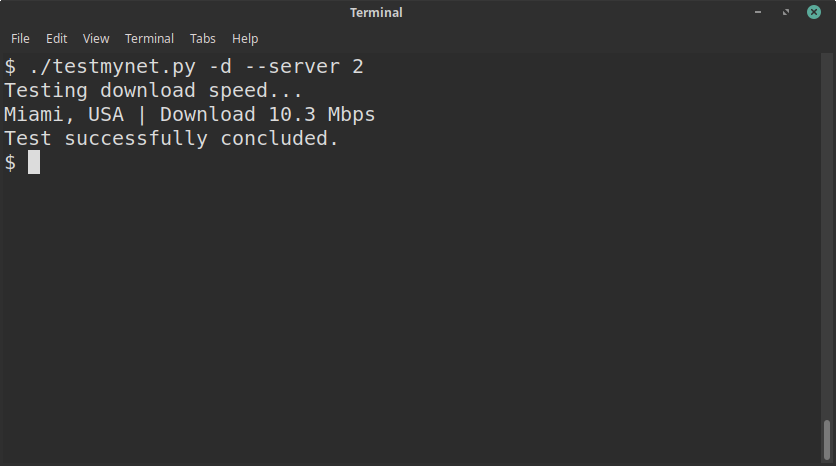 Terminal
File Edit View Terminal Tabs Help
$ ./testmynet.py -d --server 2
Testing download speed...
Miami, USA | Download 10.3 Mbps
Test successfully concluded.
$